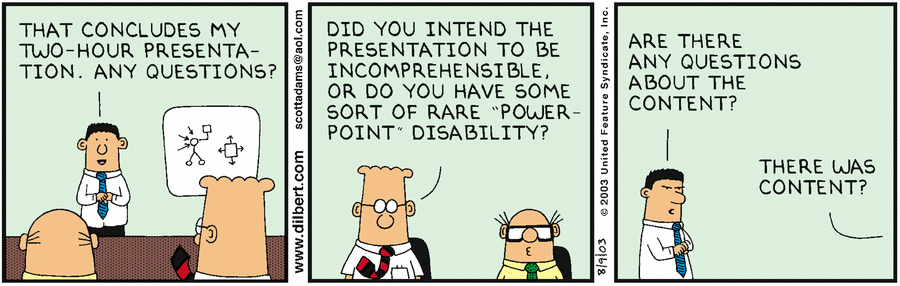 THAT CONCLUDES MY
TWO-HOUR PRESENTA-
TION. ANY QUESTIONS?
scottadams@aol.com
www.dilbert.com
DID YOU INTEND THE
PRESENTATION TO BE
INCOMPREHENSIBLE,
OR DO YOU HAVE SOME
SORT OF RARE "POWER-
POINT" DISABILITY?
8/9/03 © 2003 United Feature Syndicate, Inc.
ARE THERE
ANY QUESTIONS
ABOUT THE
CONTENT?
THERE WAS
CONTENT?